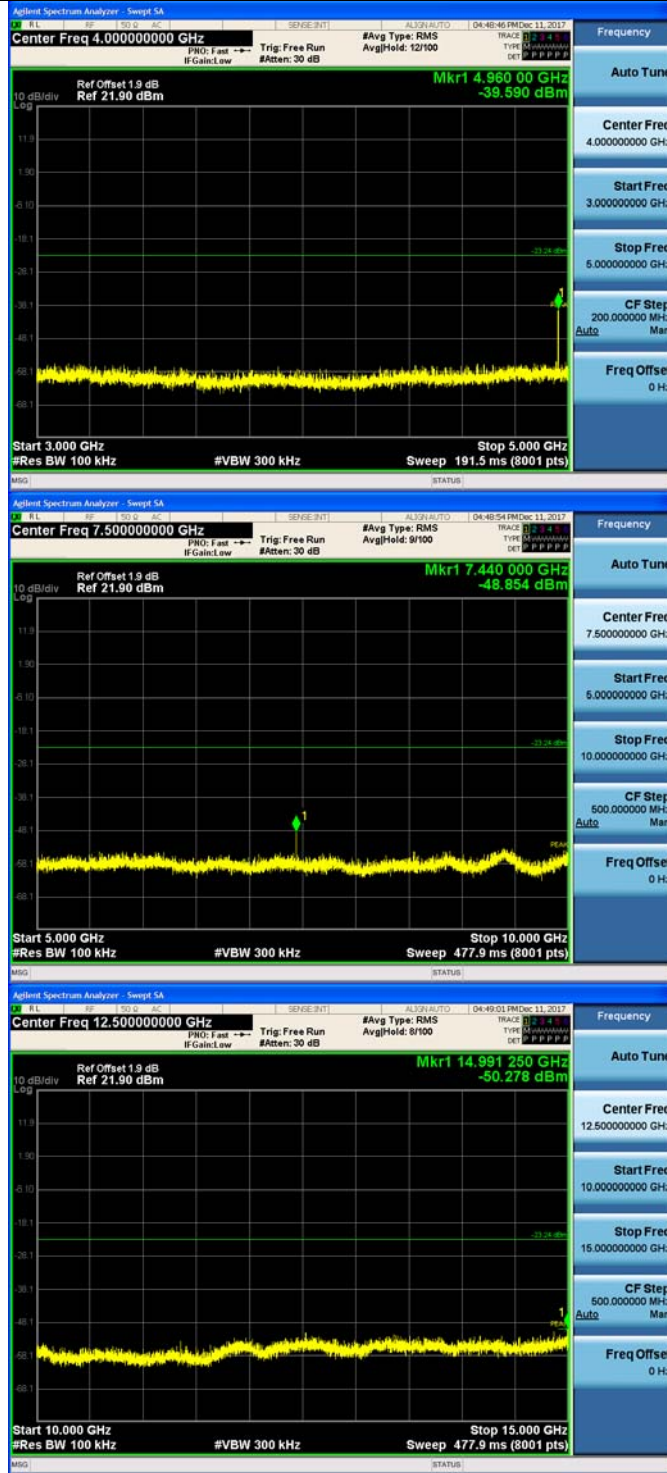 Agilent Spectrum Analyzer - Swept SA
RL RF 50 Ω AC SENSE:INT ALIGN AUTO 04:48:46 PM Dec 11, 2017
Center Freq 4.000000000 GHz #Avg Type: RMS TRACE 1 2 3 4 5 6
PNO: Fast Trig: Free Run Avg|Hold: 12/100 TYPE
IFGain:Low #Atten: 30 dB DET P P P P P P
Frequency
Mkr1 4.960 00 GHz
Ref Offset 1.9 dB
10 dB/div Ref 21.90 dBm -39.590 dBm
Log
11.9
1.90
-8.10
-18.1
-23.24 dBm
-28.1
-38.1
1
-48.1
-58.1
-68.1
Start 3.000 GHz Stop 5.000 GHz
#Res BW 100 kHz #VBW 300 kHz Sweep 191.5 ms (8001 pts)
MSG STATUS
Auto Tune
Center Freq
4.000000000 GHz
Start Freq
3.000000000 GHz
Stop Freq
5.000000000 GHz
CF Step
200.000000 MHz
Auto Man
Freq Offset
0 Hz
Agilent Spectrum Analyzer - Swept SA
RL RF 50 Ω AC SENSE:INT ALIGN AUTO 04:48:54 PM Dec 11, 2017
Center Freq 7.500000000 GHz #Avg Type: RMS TRACE 1 2 3 4 5 6
PNO: Fast Trig: Free Run Avg|Hold: 9/100 TYPE
IFGain:Low #Atten: 30 dB DET P P P P P P
Frequency
Mkr1 7.440 000 GHz
Ref Offset 1.9 dB
10 dB/div Ref 21.90 dBm -48.854 dBm
Log
11.9
1.90
-8.10
-18.1
-23.24 dBm
-28.1
-38.1
1
-48.1
PEAK
-58.1
-68.1
Start 5.000 GHz Stop 10.000 GHz
#Res BW 100 kHz #VBW 300 kHz Sweep 477.9 ms (8001 pts)
MSG STATUS
Auto Tune
Center Freq
7.500000000 GHz
Start Freq
5.000000000 GHz
Stop Freq
10.000000000 GHz
CF Step
500.000000 MHz
Auto Man
Freq Offset
0 Hz
Agilent Spectrum Analyzer - Swept SA
RL RF 50 Ω AC SENSE:INT ALIGN AUTO 04:49:01 PM Dec 11, 2017
Center Freq 12.500000000 GHz #Avg Type: RMS TRACE 1 2 3 4 5 6
PNO: Fast Trig: Free Run Avg|Hold: 8/100 TYPE
IFGain:Low #Atten: 30 dB DET P P P P P P
Frequency
Mkr1 14.991 250 GHz
Ref Offset 1.9 dB
10 dB/div Ref 21.90 dBm -50.278 dBm
Log
11.9
1.90
-8.10
-18.1
-23.24 dBm
-28.1
-38.1
1
-48.1
PEAK
-58.1
-68.1
Start 10.000 GHz Stop 15.000 GHz
#Res BW 100 kHz #VBW 300 kHz Sweep 477.9 ms (8001 pts)
MSG STATUS
Auto Tune
Center Freq
12.500000000 GHz
Start Freq
10.000000000 GHz
Stop Freq
15.000000000 GHz
CF Step
500.000000 MHz
Auto Man
Freq Offset
0 Hz